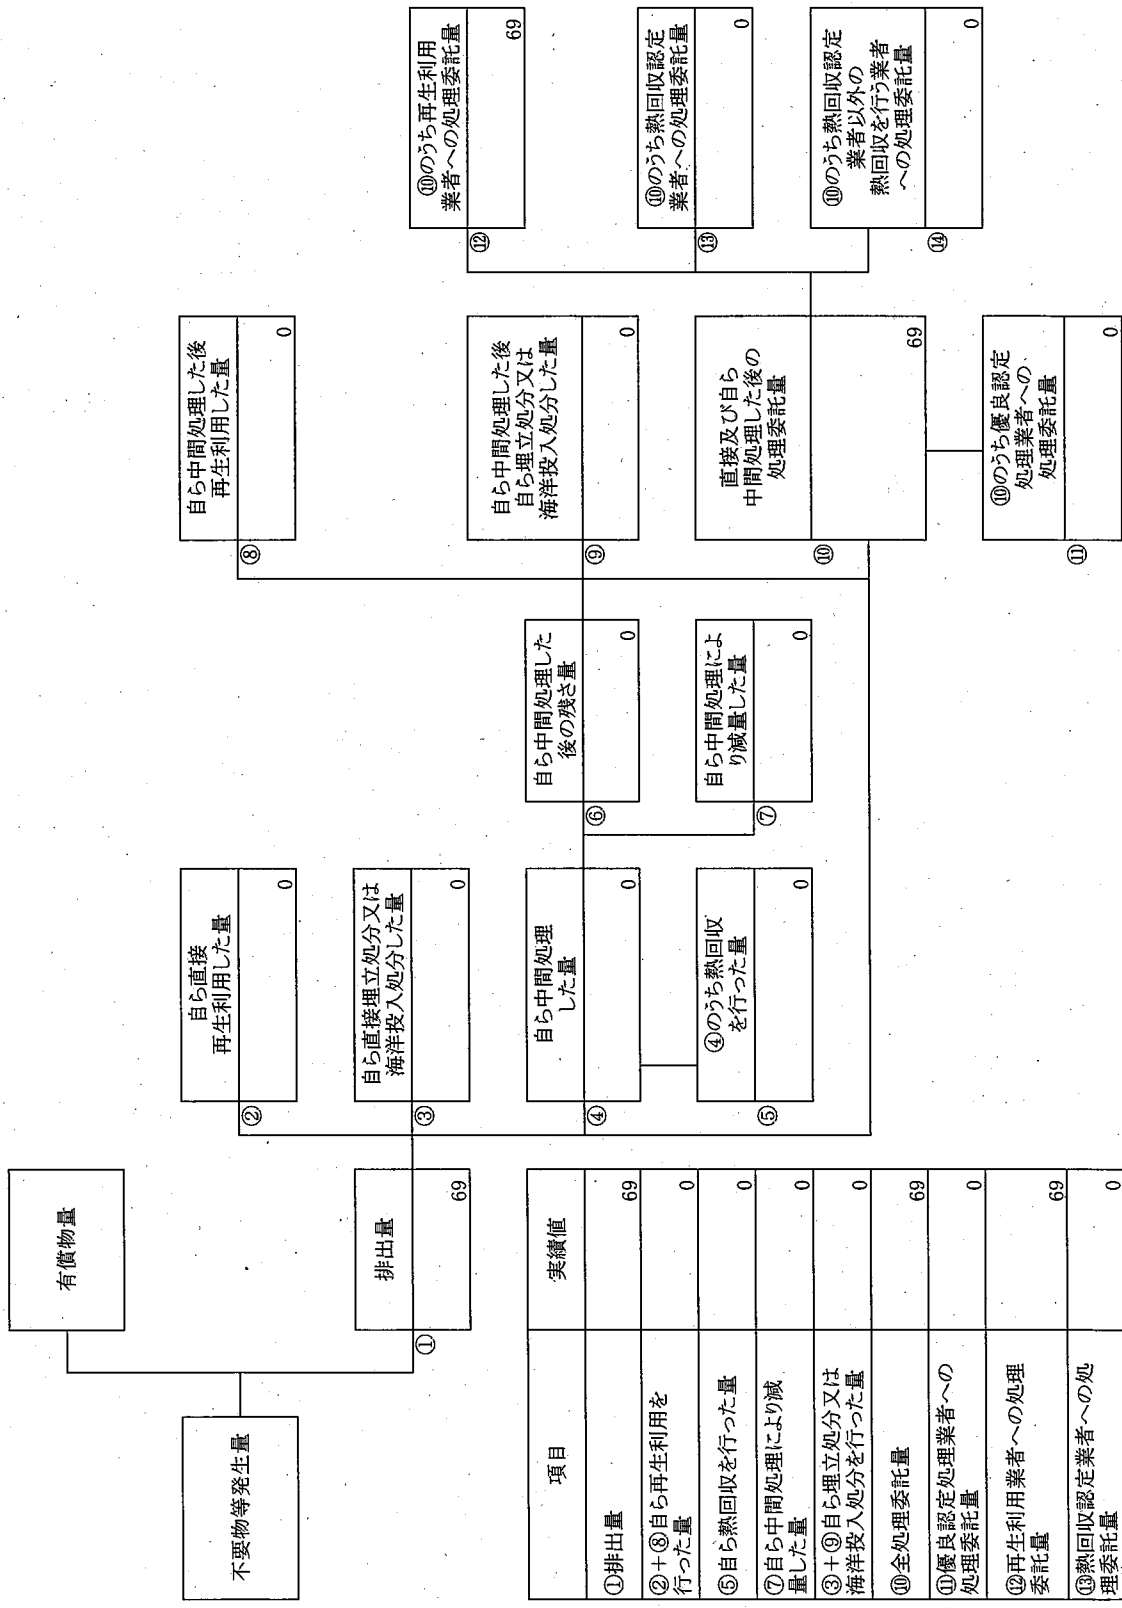 不要物等発生量
有償物量
排出量
①
69
自ら直接
再生利用した量
②
0
自ら直接埋立処分又は
海洋投入処分した量
③
0
自ら中間処理
した量
④
0
④のうち熱回収
を行った量
⑤
0
自ら中間処理した
後の残さ量
⑥
0
自ら中間処理によ
り減量した量
⑦
0
自ら中間処理した後
再生利用した量
⑧
0
自ら中間処理した後
自ら埋立処分又は
海洋投入処分した量
⑨
0
直接及び自ら
中間処理した後の
処理委託量
⑩
69
⑩のうち優良認定
処理業者への
処理委託量
⑪
0
⑩のうち再生利用
業者への処理委託量
⑫
69
⑩のうち熱回収認定
業者への処理委託量
⑬
0
⑩のうち熱回収認定
業者以外の
熱回収を行う業者
への処理委託量
⑭
0
項目 実績値
①排出量 69
②+⑧自ら再生利用を
行った量 0
⑤自ら熱回収を行った量 0
⑦自ら中間処理により減
量した量 0
③+⑨自ら埋立処分又は
海洋投入処分を行った量 0
⑩全処理委託量 69
⑪優良認定処理業者への
処理委託量 0
⑫再生利用業者への処理
委託量 69
⑬熱回収認定業者への処
理委託量 0